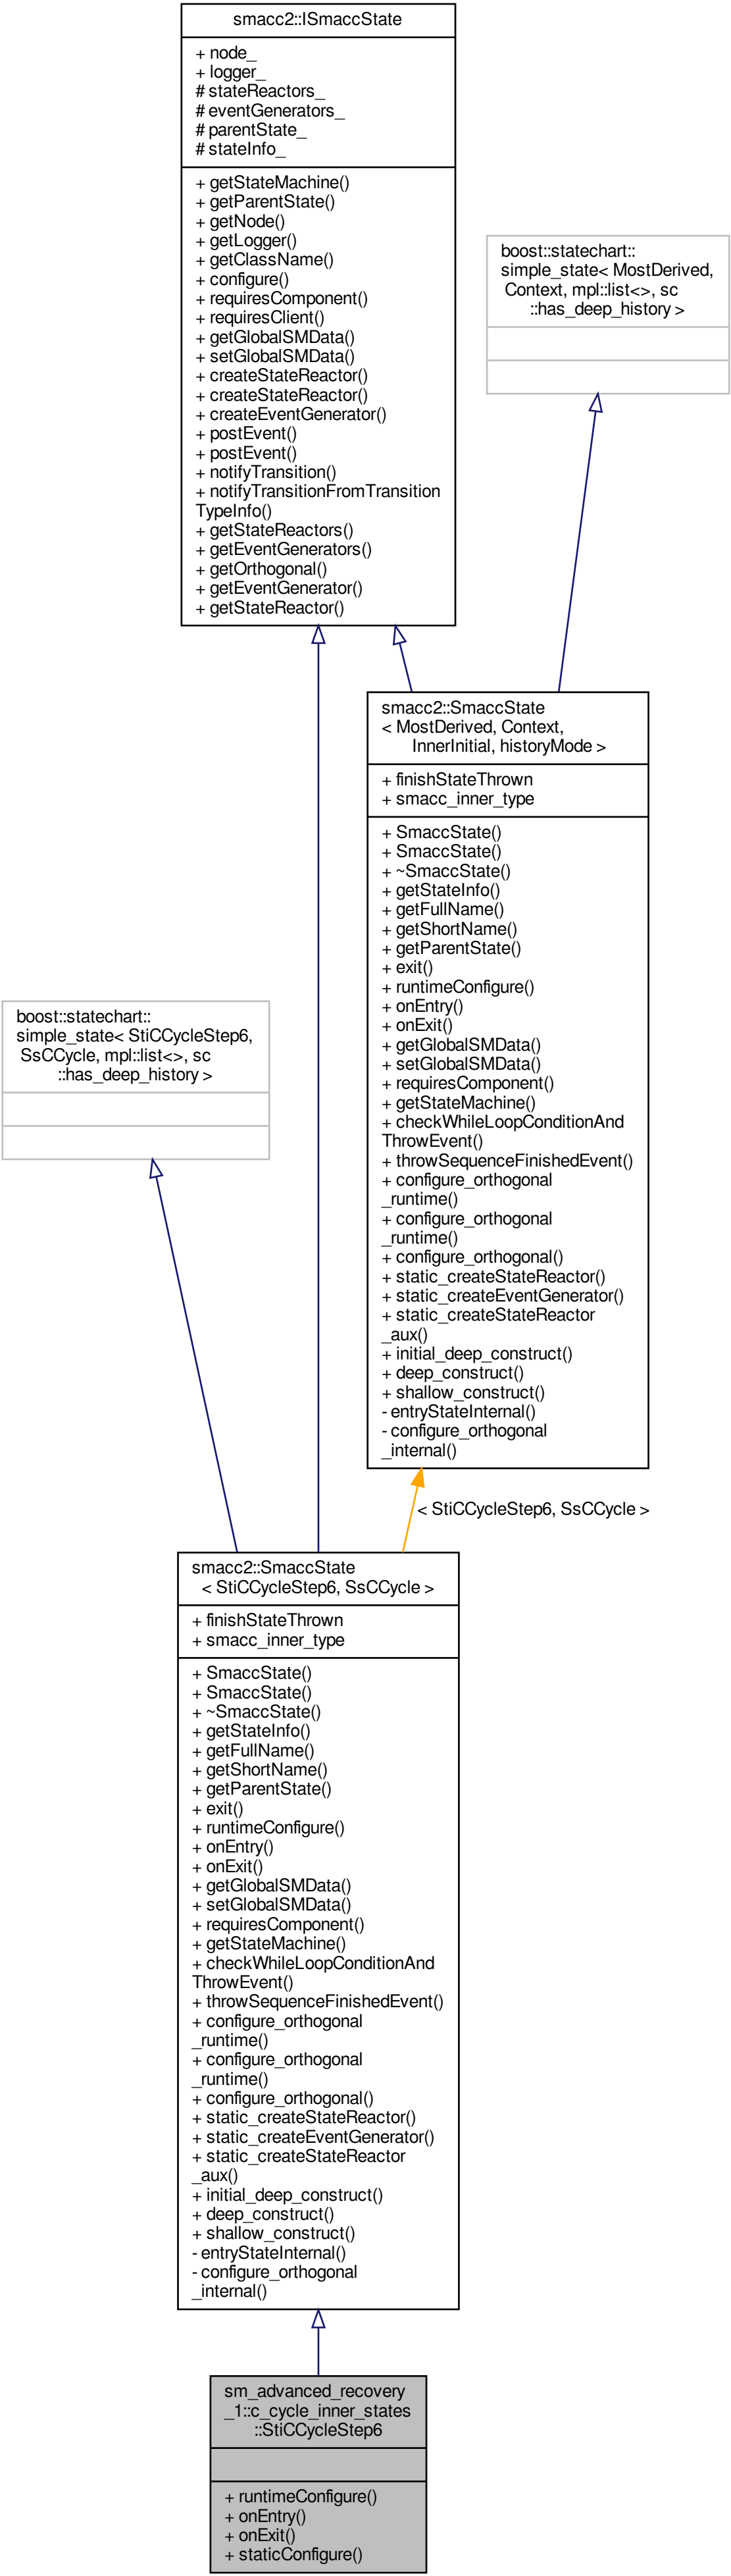 smacc2::ISmaccState
+ node_
+ logger_
# stateReactors_
# eventGenerators_
# parentState_
# stateInfo_
+ getStateMachine()
+ getParentState()
+ getNode()
+ getLogger()
+ getClassName()
+ configure()
+ requiresComponent()
+ requiresClient()
+ getGlobalSMData()
+ setGlobalSMData()
+ createStateReactor()
+ createStateReactor()
+ createEventGenerator()
+ postEvent()
+ postEvent()
+ notifyTransition()
+ notifyTransitionFromTransition
TypeInfo()
+ getStateReactors()
+ getEventGenerators()
+ getOrthogonal()
+ getEventGenerator()
+ getStateReactor()
boost::statechart::
simple_state< MostDerived,
Context, mpl::list<>, sc
::has_deep_history >
smacc2::SmaccState
< MostDerived, Context,
InnerInitial, historyMode >
+ finishStateThrown
+ smacc_inner_type
+ SmaccState()
+ SmaccState()
+ ~SmaccState()
+ getStateInfo()
+ getFullName()
+ getShortName()
+ getParentState()
+ exit()
+ runtimeConfigure()
+ onEntry()
+ onExit()
+ getGlobalSMData()
+ setGlobalSMData()
+ requiresComponent()
+ getStateMachine()
+ checkWhileLoopConditionAnd
ThrowEvent()
+ throwSequenceFinishedEvent()
+ configure_orthogonal
_runtime()
+ configure_orthogonal
_runtime()
+ configure_orthogonal()
+ static_createStateReactor()
+ static_createEventGenerator()
+ static_createStateReactor
_aux()
+ initial_deep_construct()
+ deep_construct()
+ shallow_construct()
- entryStateInternal()
- configure_orthogonal
_internal()
boost::statechart::
simple_state< StiCCycleStep6,
SsCCycle, mpl::list<>, sc
::has_deep_history >
< StiCCycleStep6, SsCCycle >
smacc2::SmaccState
< StiCCycleStep6, SsCCycle >
+ finishStateThrown
+ smacc_inner_type
+ SmaccState()
+ SmaccState()
+ ~SmaccState()
+ getStateInfo()
+ getFullName()
+ getShortName()
+ getParentState()
+ exit()
+ runtimeConfigure()
+ onEntry()
+ onExit()
+ getGlobalSMData()
+ setGlobalSMData()
+ requiresComponent()
+ getStateMachine()
+ checkWhileLoopConditionAnd
ThrowEvent()
+ throwSequenceFinishedEvent()
+ configure_orthogonal
_runtime()
+ configure_orthogonal
_runtime()
+ configure_orthogonal()
+ static_createStateReactor()
+ static_createEventGenerator()
+ static_createStateReactor
_aux()
+ initial_deep_construct()
+ deep_construct()
+ shallow_construct()
- entryStateInternal()
- configure_orthogonal
_internal()
sm_advanced_recovery
_1::c_cycle_inner_states
::StiCCycleStep6
+ runtimeConfigure()
+ onEntry()
+ onExit()
+ staticConfigure()